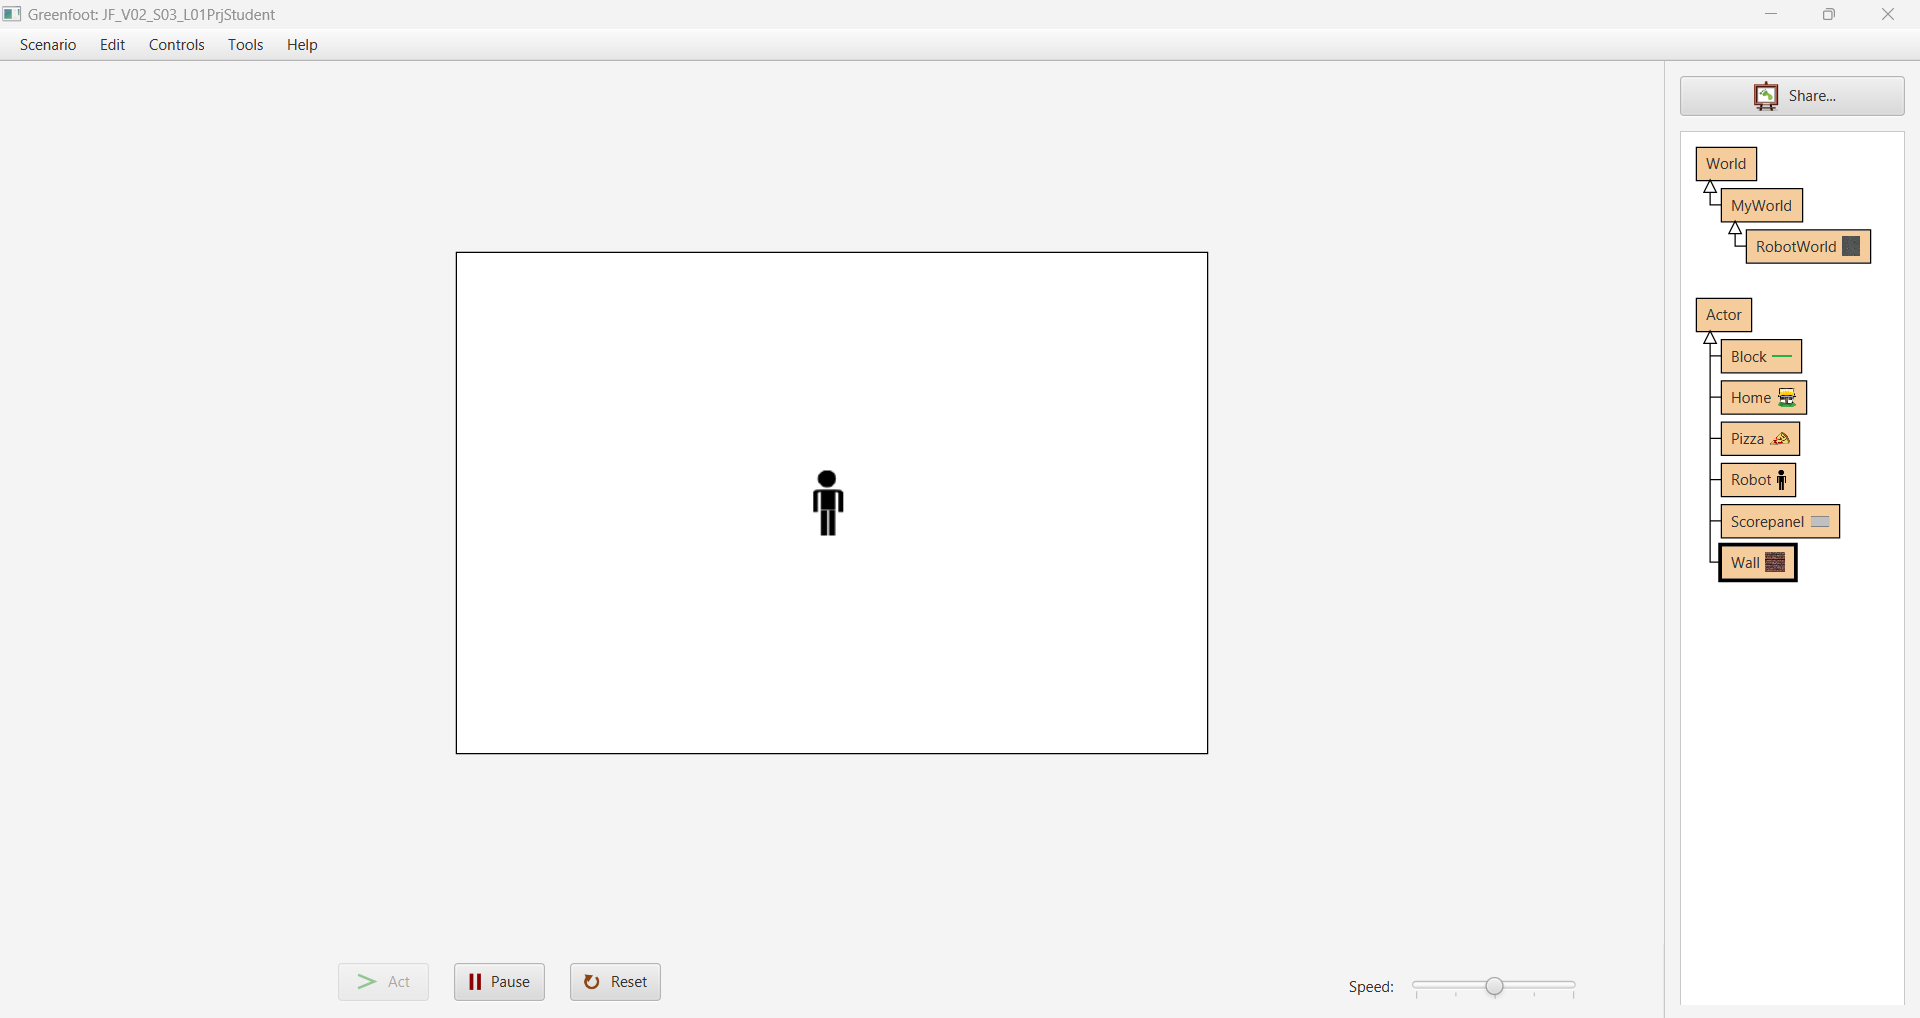 Greenfoot: JF_V02_S03_L01PrjStudent
Scenario Edit Controls Tools Help
Share...
World
MyWorld
RobotWorld
Actor
Block
Home
Pizza
Robot
Scorepanel
Wall
Act Pause Reset Speed: